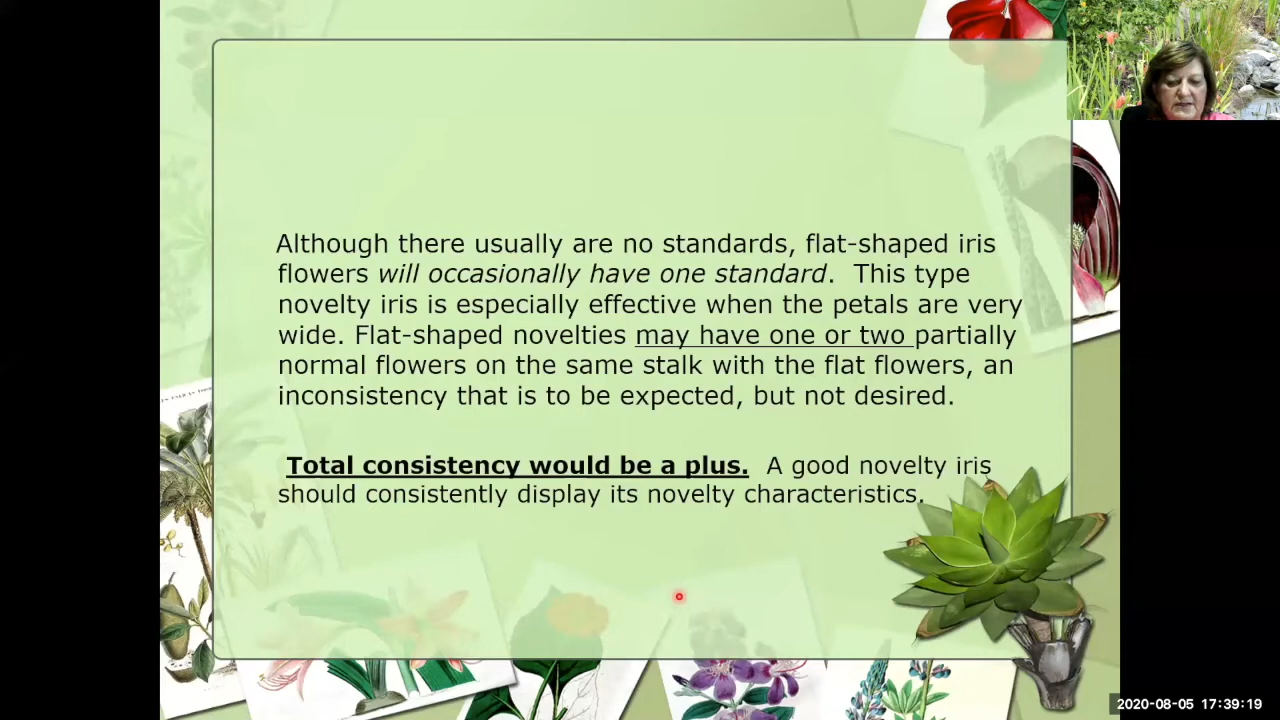 Although there usually are no standards, flat-shaped iris
flowers will occasionally have one standard.  This type
novelty iris is especially effective when the petals are very
wide. Flat-shaped novelties may have one or two partially
normal flowers on the same stalk with the flat flowers, an
inconsistency that is to be expected, but not desired.
Total consistency would be a plus.  A good novelty iris
should consistently display its novelty characteristics.
2020-08-05 17:39:19